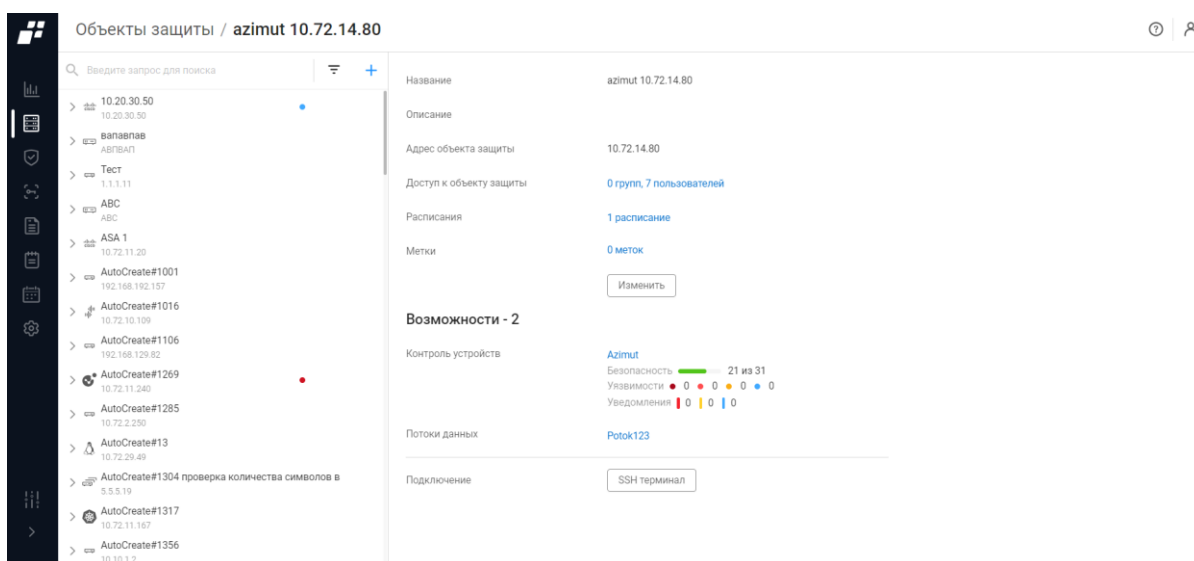 Объекты защиты / azimut 10.72.14.80
Введите запрос для поиска
10.20.30.50
10.20.30.50
вапавпав
АВПВАП
Тест
1.1.1.11
ABC
ABC
ASA 1
10.72.11.20
AutoCreate#1001
192.168.192.157
AutoCreate#1016
10.72.10.109
AutoCreate#1106
192.168.129.82
AutoCreate#1269
10.72.11.240
AutoCreate#1285
10.72.2.250
AutoCreate#13
10.72.29.49
AutoCreate#1304 проверка количества символов в
5.5.5.19
AutoCreate#1317
10.72.11.167
AutoCreate#1356
10.10.1.2
Название azimut 10.72.14.80
Описание
Адрес объекта защиты 10.72.14.80
Доступ к объекту защиты 0 групп, 7 пользователей
Расписания 1 расписание
Метки 0 меток
Изменить
Возможности - 2
Контроль устройств Azimut
Безопасность 21 из 31
Уязвимости 0 0 0 0
Уведомления 0 0 0
Потоки данных Potok123
Подключение SSH терминал